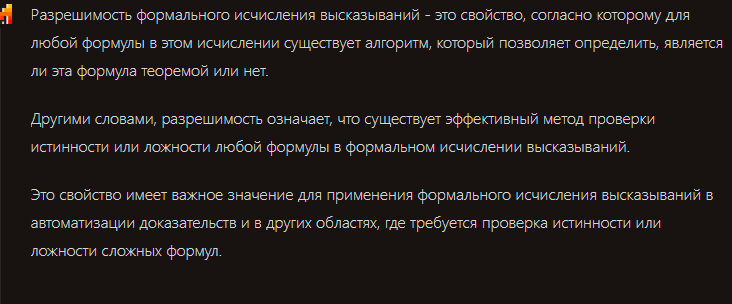 Разрешимость формального исчисления высказываний - это свойство, согласно которому для
любой формулы в этом исчислении существует алгоритм, который позволяет определить, является
ли эта формула теоремой или нет.
Другими словами, разрешимость означает, что существует эффективный метод проверки
истинности или ложности любой формулы в формальном исчислении высказываний.
Это свойство имеет важное значение для применения формального исчисления высказываний в
автоматизации доказательств и в других областях, где требуется проверка истинности или
ложности сложных формул.